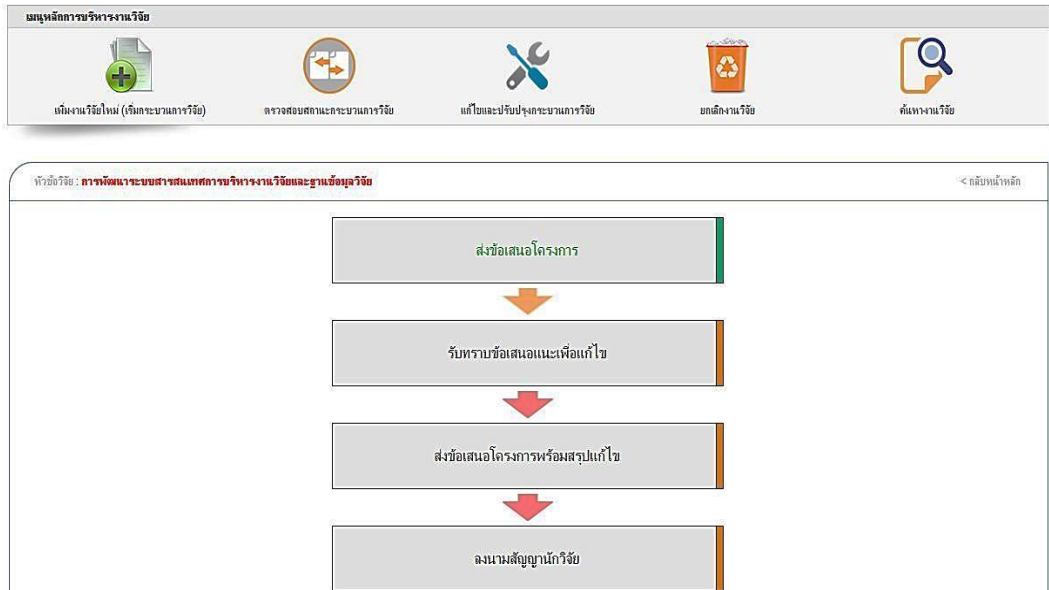 เมนูหลักการบริหารงานวิจัย
เพิ่มงานวิจัยใหม่ (เริ่มกระบวนการวิจัย)
ตรวจสอบสถานะกระบวนการวิจัย
แก้ไขและปรับปรุงกระบวนการวิจัย
ยกเลิกงานวิจัย
ค้นหางานวิจัย
หัวข้อวิจัย : การพัฒนาระบบสารสนเทศการบริหารงานวิจัยและฐานข้อมูลวิจัย
< กลับหน้าหลัก
ส่งข้อเสนอโครงการ
รับทราบข้อเสนอแนะเพื่อแก้ไข
ส่งข้อเสนอโครงการพร้อมสรุปแก้ไข
ลงนามสัญญานักวิจัย